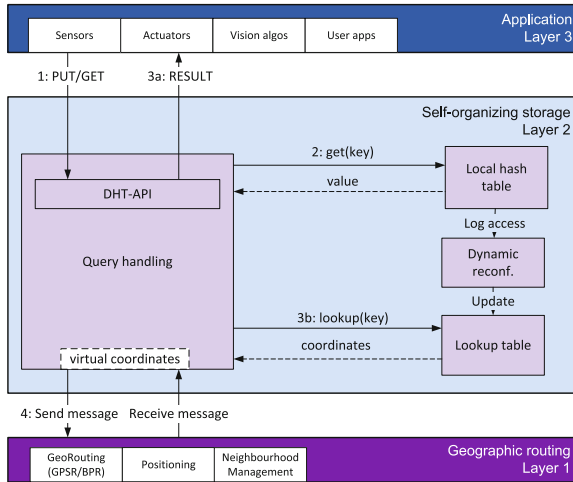 Application
Layer 3
Sensors
Actuators
Vision algos
User apps
1: PUT/GET
3a: RESULT
Self-organizing storage
Layer 2
2: get(key)
value
DHT-API
Local hash
table
Log access
Query handling
Dynamic
reconf.
Update
3b: lookup(key)
coordinates
Lookup table
virtual coordinates
4: Send message
Receive message
Geographic routing
Layer 1
GeoRouting
(GPSR/BPR)
Positioning
Neighbourhood
Management